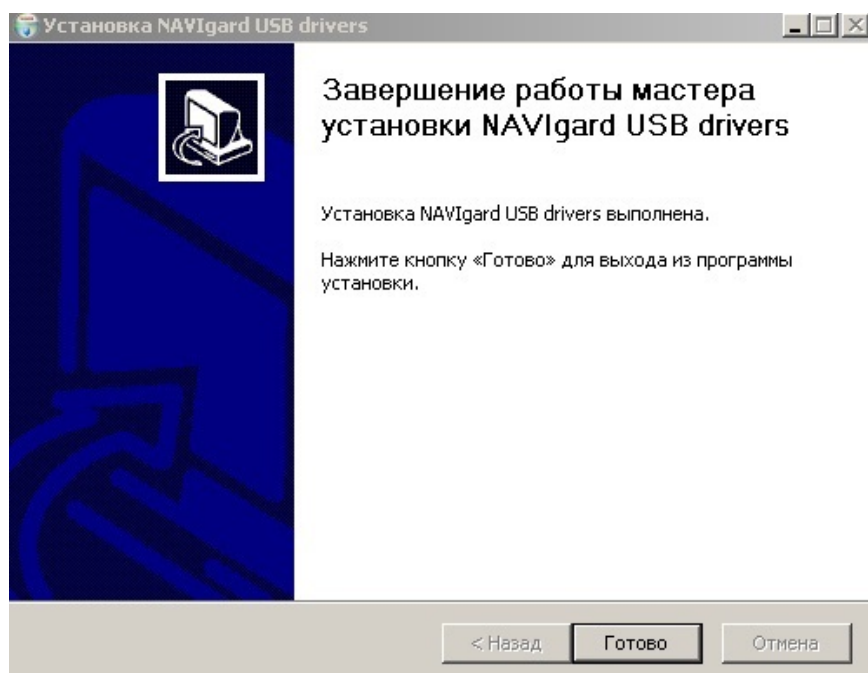 Установка NAVIgard USB drivers
Завершение работы мастера
установки NAVIgard USB drivers
Установка NAVIgard USB drivers выполнена.
Нажмите кнопку «Готово» для выхода из программы
установки.
< Назад
Готово
Отмена